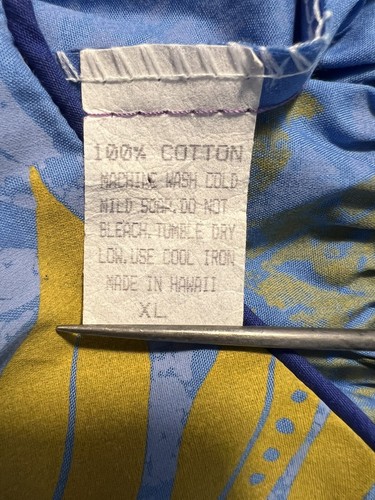 100% COTTON
MACHINE WASH COLD
MILD SOAP. DO NOT
BLEACH. TUMBLE DRY
LOW. USE COOL IRON
MADE IN HAWAII
XL